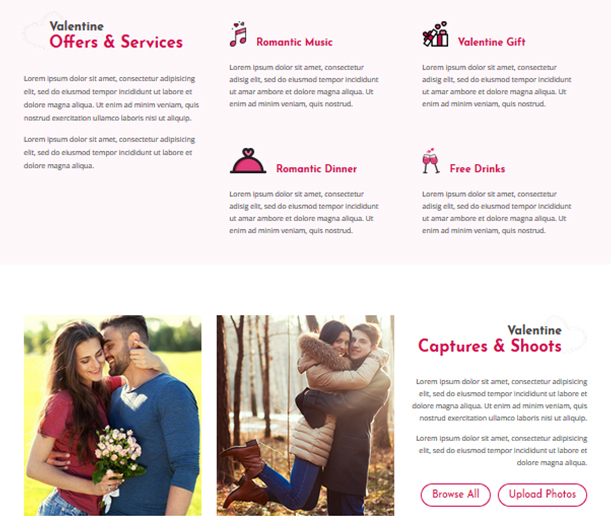 Valentine
Offers & Services
Lorem ipsum dolor sit amet, consectetur adipisicing
elit, sed do eiusmod tempor incididunt ut labore et
dolore magna aliqua. Ut enim ad minim veniam, quis
nostrud exercitation ullamco laboris nisi ut aliquip.
Lorem ipsum dolor sit amet, consectetur adipisicing
elit, sed do eiusmod tempor incididunt ut labore et
dolore magna aliqua.
Romantic Music
Lorem ipsum dolor sit amet, consectetur
adipisicing elit, sed do eiusmod tempor incididunt
ut amar ambore et dolore magna aliqua. Ut
enim ad minim veniam, quis nostrud.
Valentine Gift
Lorem ipsum dolor sit amet, consectetur
adipisicing elit, sed do eiusmod tempor incididunt
ut amar ambore et dolore magna aliqua. Ut
enim ad minim veniam, quis nostrud.
Romantic Dinner
Lorem ipsum dolor sit amet, consectetur
adipisig elit, sed do eiusmod tempor incididunt
ut amar ambore et dolore magna aliqua. Ut
enim ad minim veniam, quis nostrud.
Free Drinks
Lorem ipsum dolor sit amet, consectetur
adipisig elit, sed do eiusmod tempor incididunt
ut amar ambore et dolore magna aliqua. Ut
enim ad minim veniam, quis nostrud.
Valentine
Captures & Shoots
Lorem ipsum dolor sit amet, consectetur adipisicing
elit, sed do eiusmod tempor incididunt ut labore et
dolore magna aliqua. Ut enim ad minim veniam, quis
nostrud exercitation ullamco laboris nisi ut aliquip.
Lorem ipsum dolor sit amet, consectetur adipisicing
elit, sed do eiusmod tempor incididunt ut labore et
dolore magna aliqua.
Browse All
Upload Photos